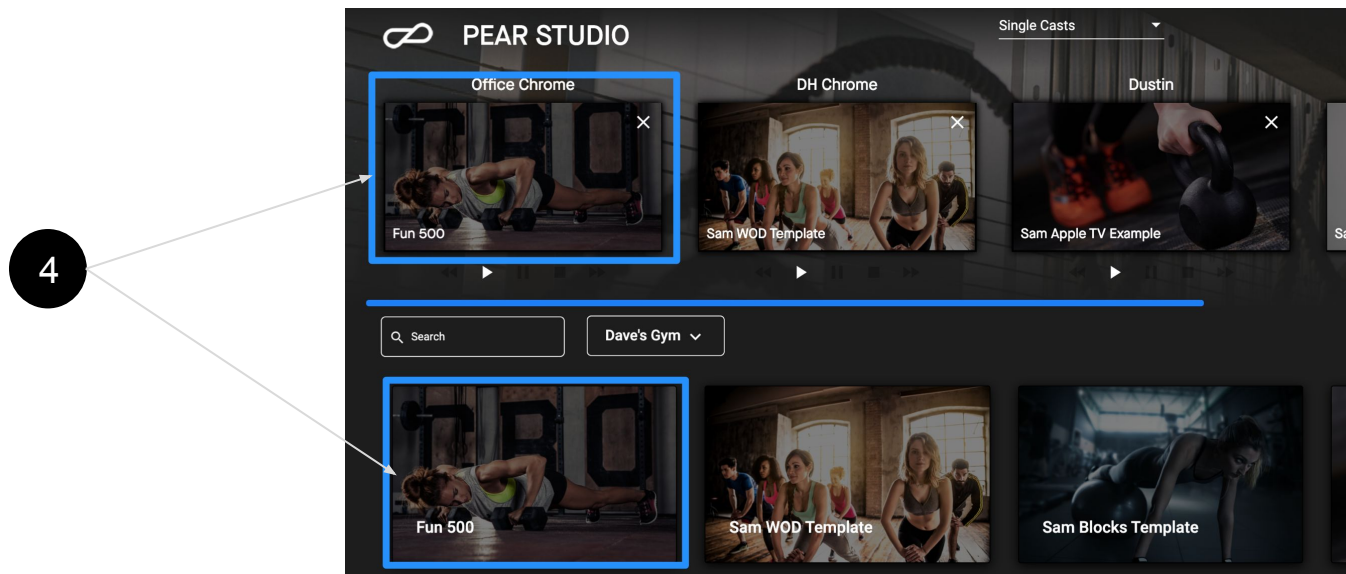 PEAR STUDIO
Single Casts
Office Chrome
DH Chrome
Dustin
Fun 500
Sam WOD Template
Sam Apple TV Example
Sa
4
Search
Dave's Gym
Fun 500
Sam WOD Template
Sam Blocks Template